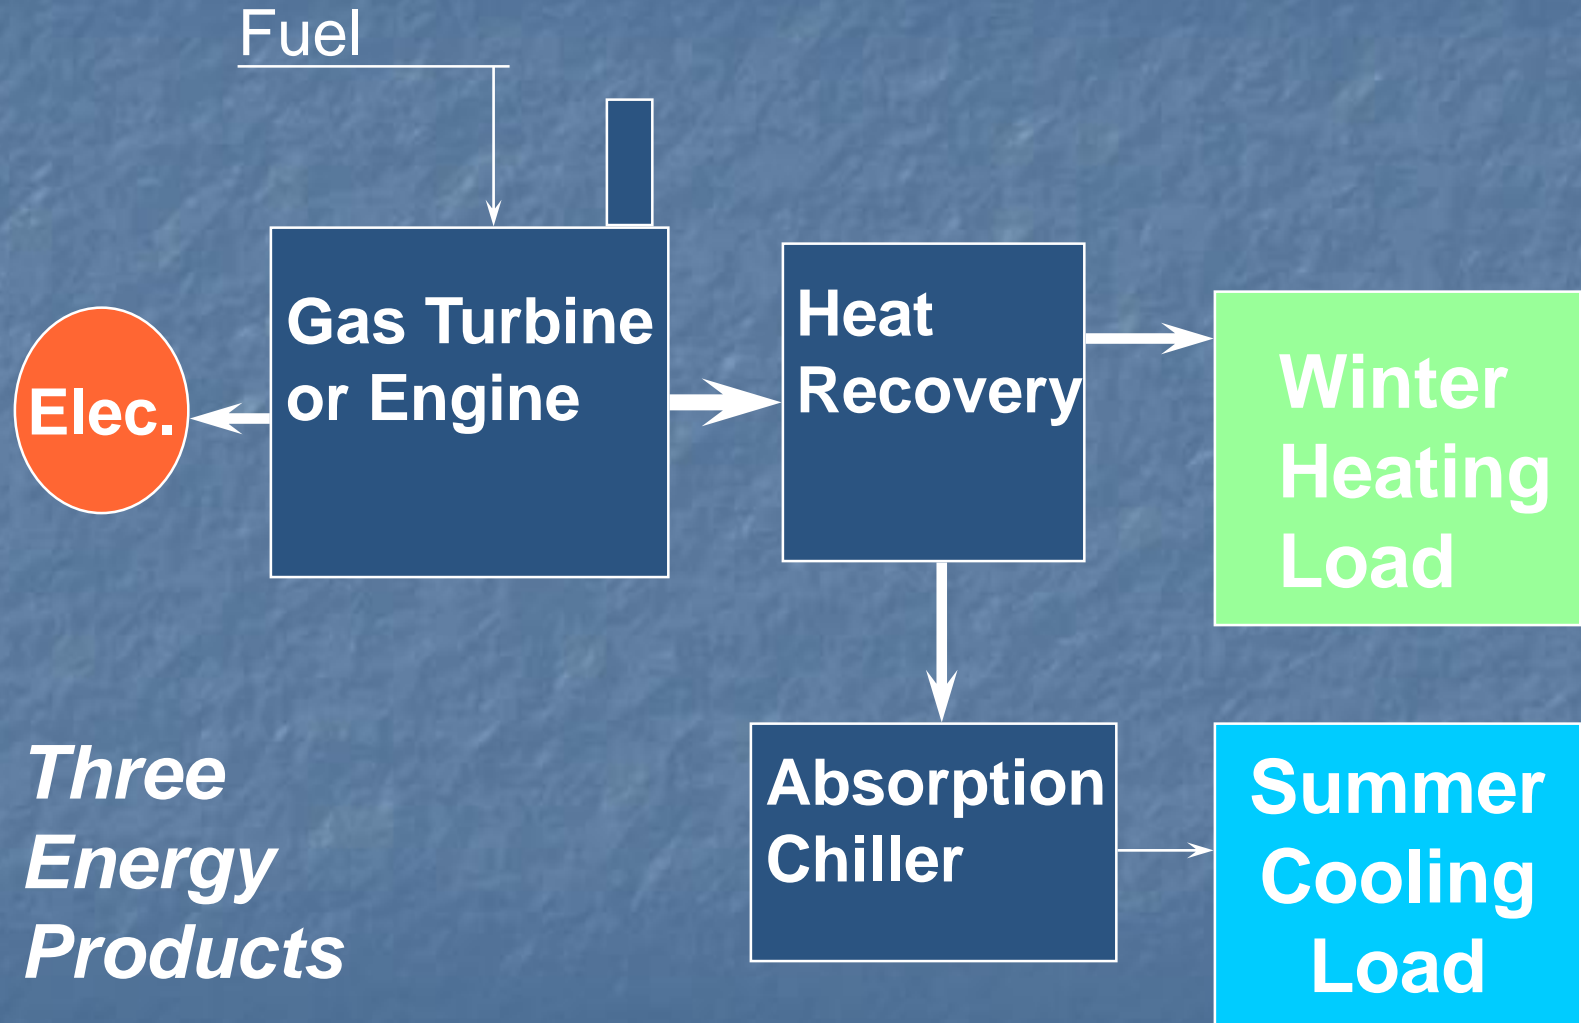 Fuel
Gas Turbine
or Engine
Heat
Recovery
Elec.
Winter
Heating
Load
Absorption
Chiller
Summer
Cooling
Load
Three
Energy
Products